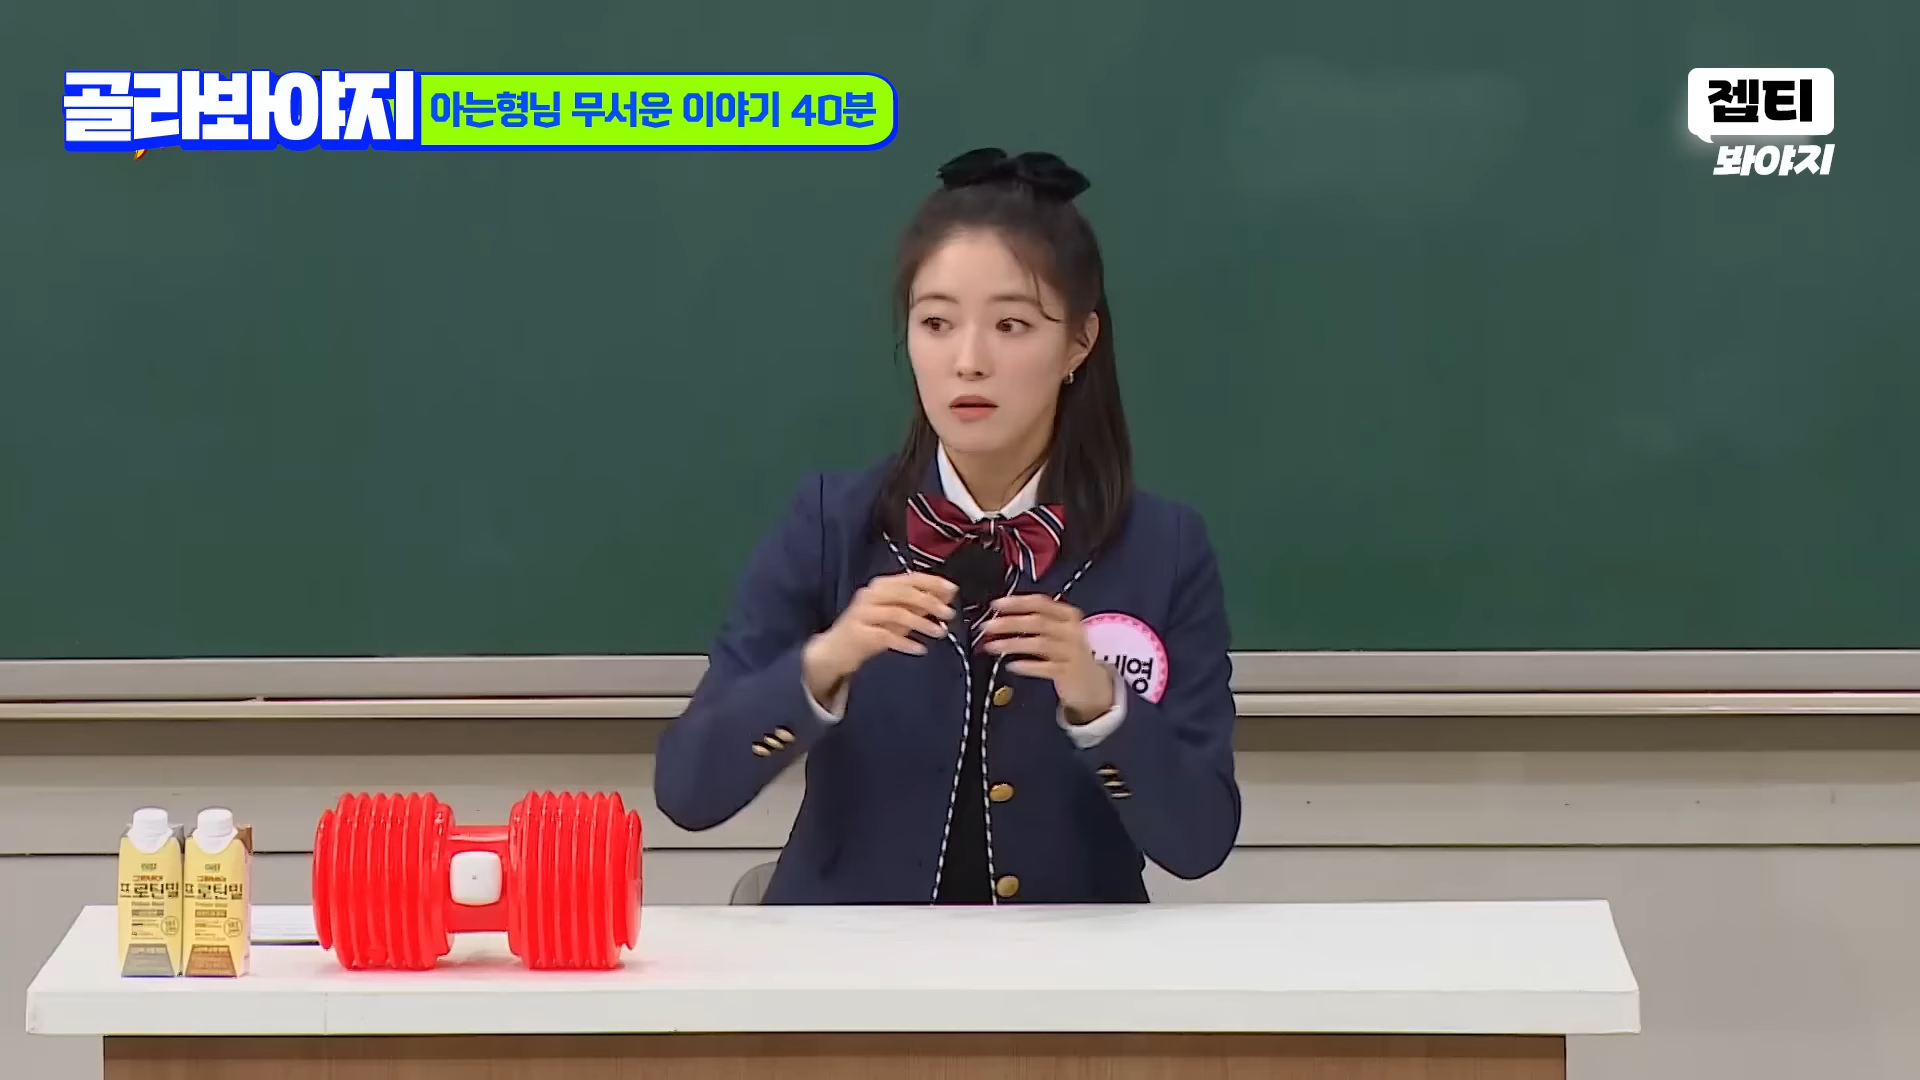 골라봐야지
아는형님 무서운 이야기 40분
젭티
봐야지
프로틴밀 프로틴밀